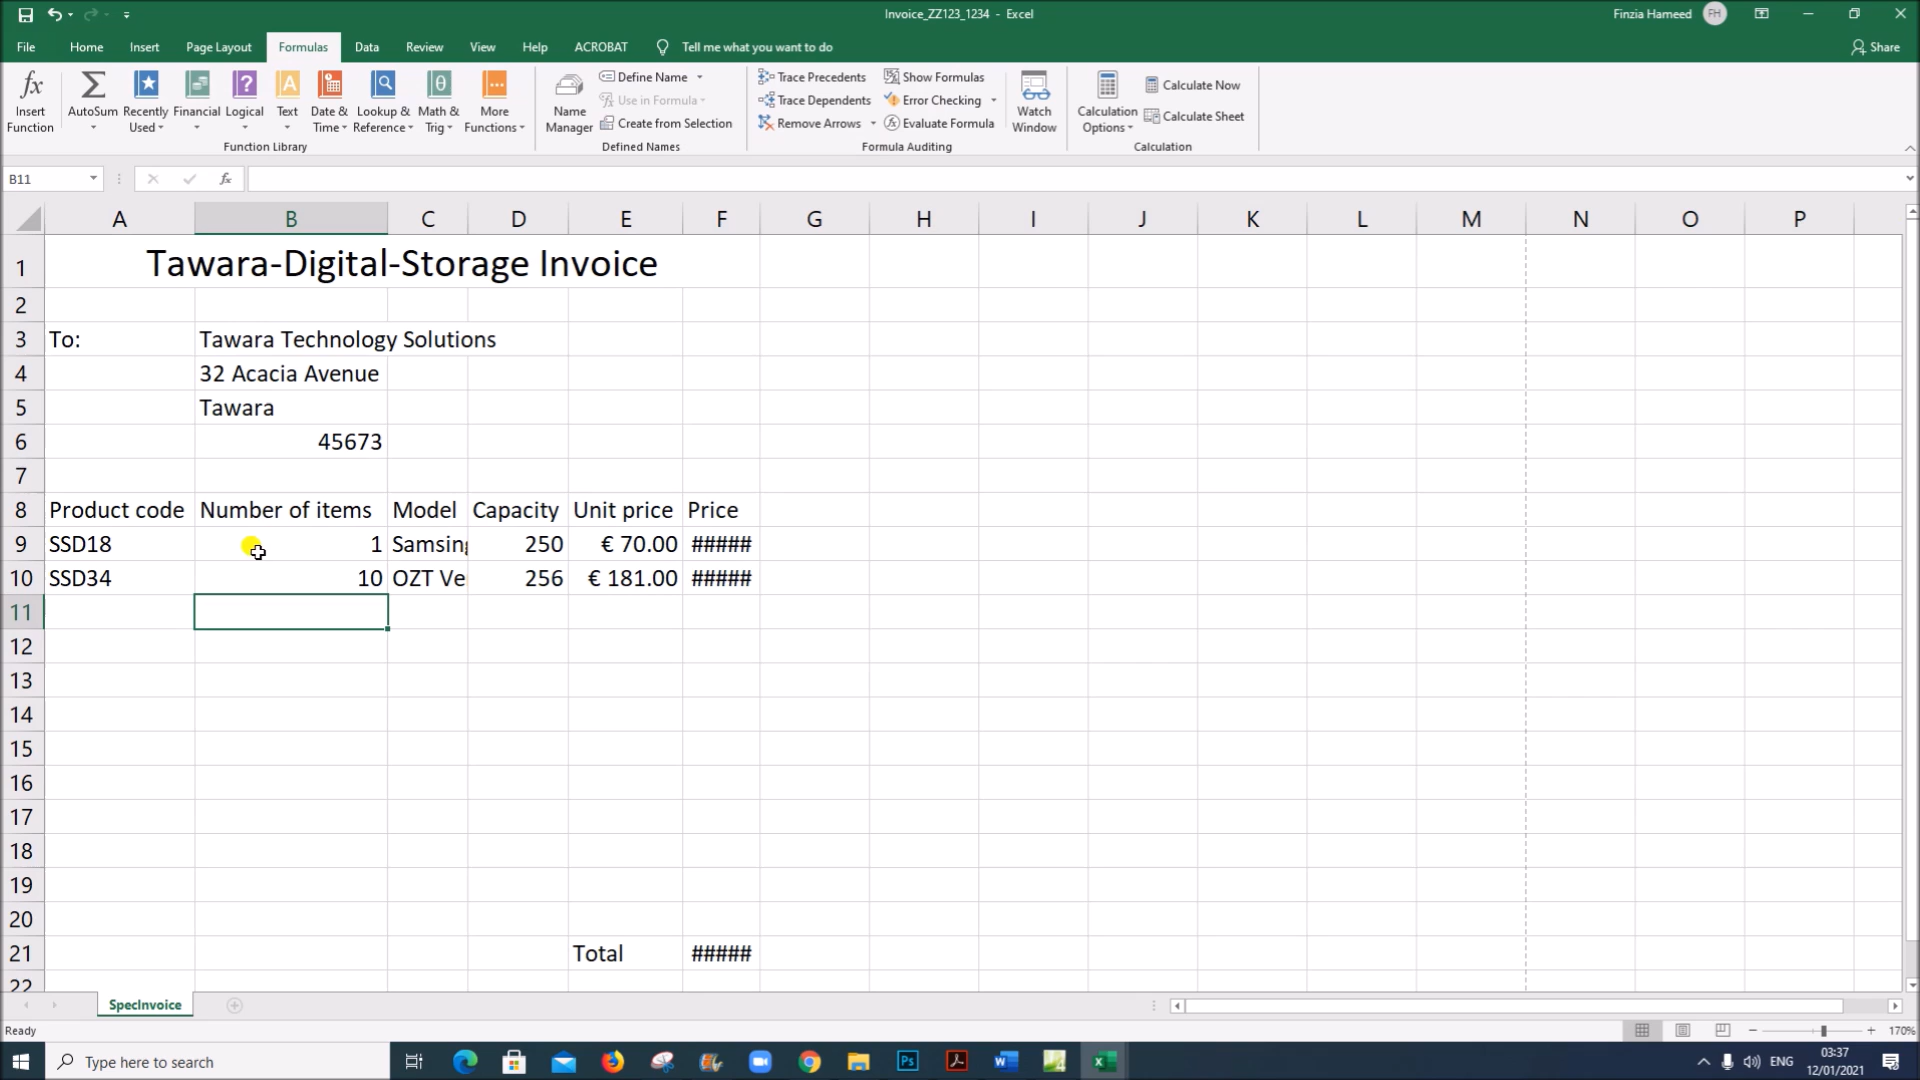 Invoice_ZZ123_1234 - Excel
Finzia Hameed FH
File Home Insert Page Layout Formulas Data Review View Help ACROBAT Tell me what you want to do Share
Insert Function
AutoSum
Recently Used
Financial
Logical
Text
Date & Time
Lookup & Reference
Math & Trig
More Functions
Function Library
Name Manager
Define Name
Use in Formula
Create from Selection
Defined Names
Trace Precedents
Trace Dependents
Remove Arrows
Show Formulas
Error Checking
Evaluate Formula
Formula Auditing
Watch Window
Calculation Options
Calculate Now
Calculate Sheet
Calculation
B11 fx
A B C D E F G H I J K L M N O P
1 Tawara-Digital-Storage Invoice
2
3 To: Tawara Technology Solutions
4 32 Acacia Avenue
5 Tawara
6 45673
7
8 Product code Number of items Model Capacity Unit price Price
9 SSD18 1 Samsing 250 € 70.00 #####
10 SSD34 10 OZT Ve 256 € 181.00 #####
11
12
13
14
15
16
17
18
19
20
21 Total #####
22
SpecInvoice
Ready 170%
Type here to search ENG 03:37
12/01/2021